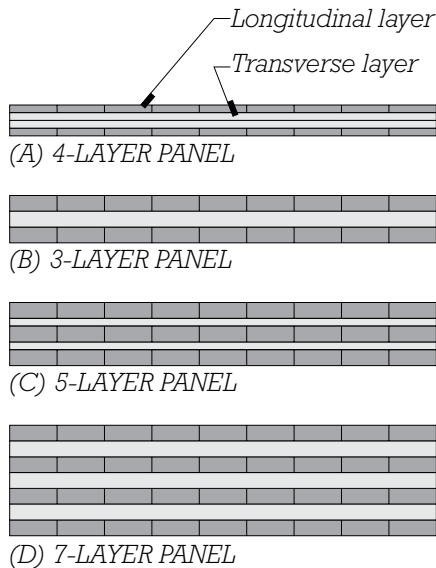 Longitudinal layer
Transverse layer
(A) 4-LAYER PANEL
(B) 3-LAYER PANEL
(C) 5-LAYER PANEL
(D) 7-LAYER PANEL